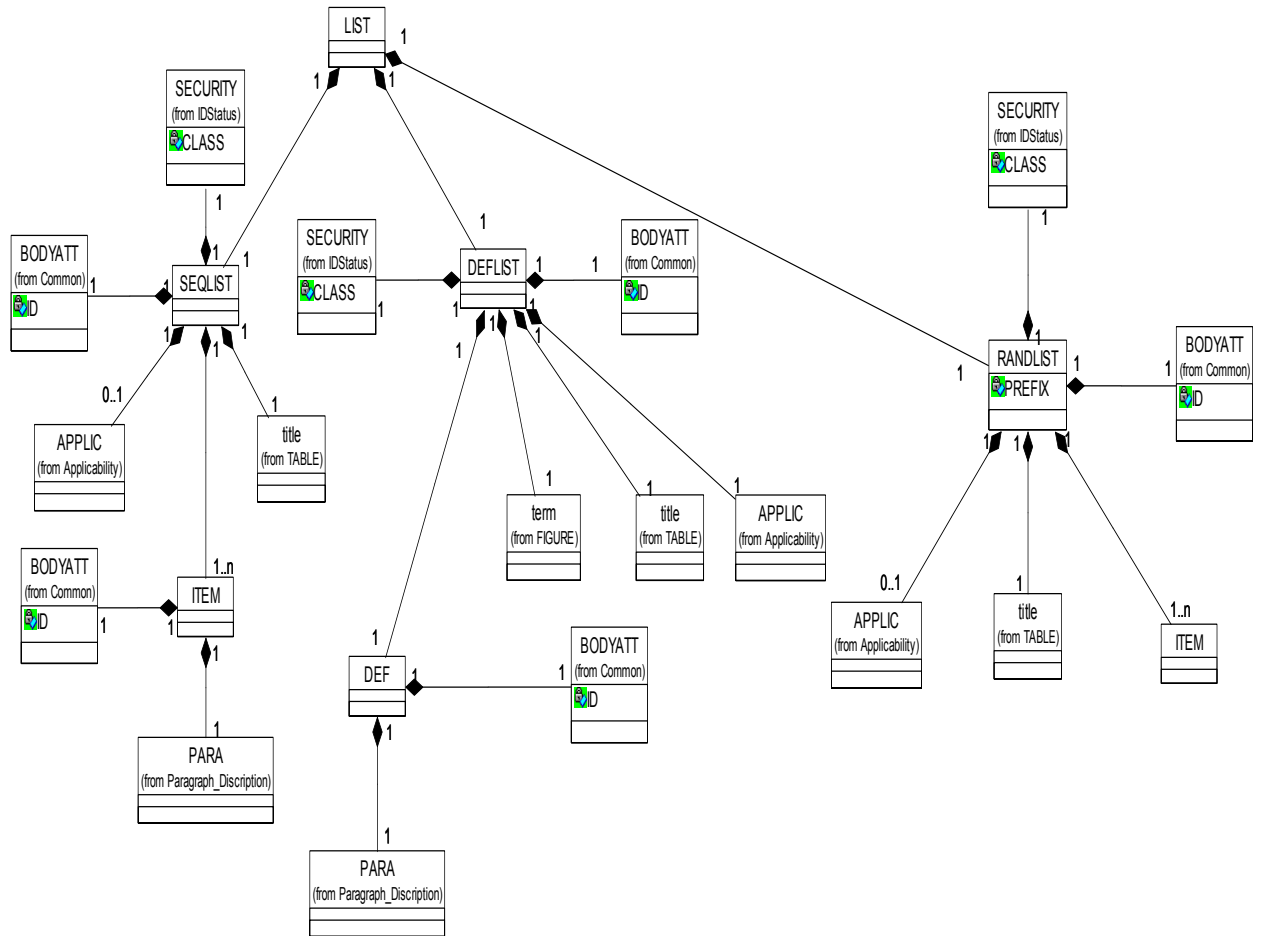 LIST
1
1
1
SECURITY
(from IDStatus)
CLASS
1
1
SECURITY
(from IDStatus)
CLASS
1
1
BODYATT
(from Common)
ID
1
1
SEQLIST
1
1
1
1
SECURITY
(from IDStatus)
CLASS
1
1
DEFLIST
1
1
1
1
1
1
1
BODYATT
(from Common)
ID
RANDLIST
PREFIX
1
1
1
BODYATT
(from Common)
ID
1
1
1
0..1
APPLIC
(from Applicability)
1
title
(from TABLE)
1
term
(from FIGURE)
1
title
(from TABLE)
1
APPLIC
(from Applicability)
0..1
APPLIC
(from Applicability)
1
title
(from TABLE)
1..n
ITEM
BODYATT
(from Common)
ID
1
1..n
ITEM
1
1
1
PARA
(from Paragraph_Discription)
1
DEF
1
1
1
BODYATT
(from Common)
ID
1
PARA
(from Paragraph_Discription)